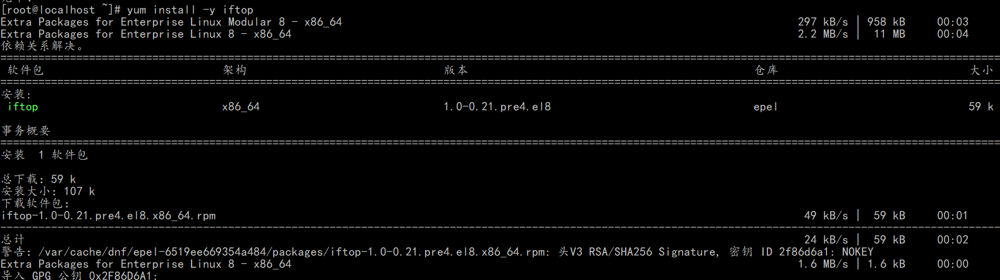 [root@localhost ~]# yum install -y iftop
Extra Packages for Enterprise Linux Modular 8 - x86_64 297 kB/s | 958 kB 00:03
Extra Packages for Enterprise Linux 8 - x86_64 2.2 MB/s | 11 MB 00:04
依赖关系解决。
软件包 架构 版本 仓库 大小
安装:
iftop x86_64 1.0-0.21.pre4.el8 epel 59 k
事务概要
安装 1 软件包
总下载：59 k
安装大小：107 k
下载软件包：
iftop-1.0-0.21.pre4.el8.x86_64.rpm 49 kB/s | 59 kB 00:01
总计 24 kB/s | 59 kB 00:02
警告：/var/cache/dnf/epel-6519ee669354a484/packages/iftop-1.0-0.21.pre4.el8.x86_64.rpm: 头V3 RSA/SHA256 Signature, 密钥 ID 2f86d6a1: NOKEY
Extra Packages for Enterprise Linux 8 - x86_64 1.6 MB/s | 1.6 kB 00:00
导入 GPG 公钥 0x2F86D6A1: